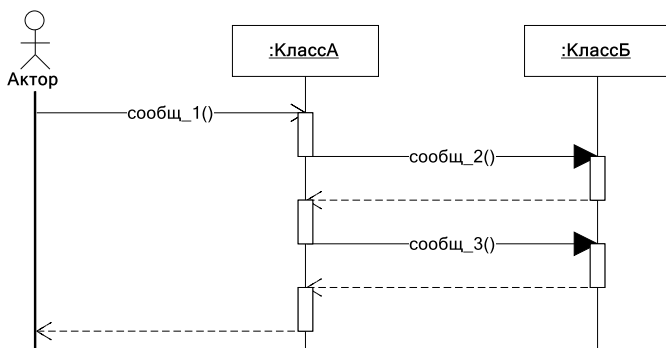 :КлассА
:КлассБ
Актор
сообщ_1()
сообщ_2()
сообщ_3()